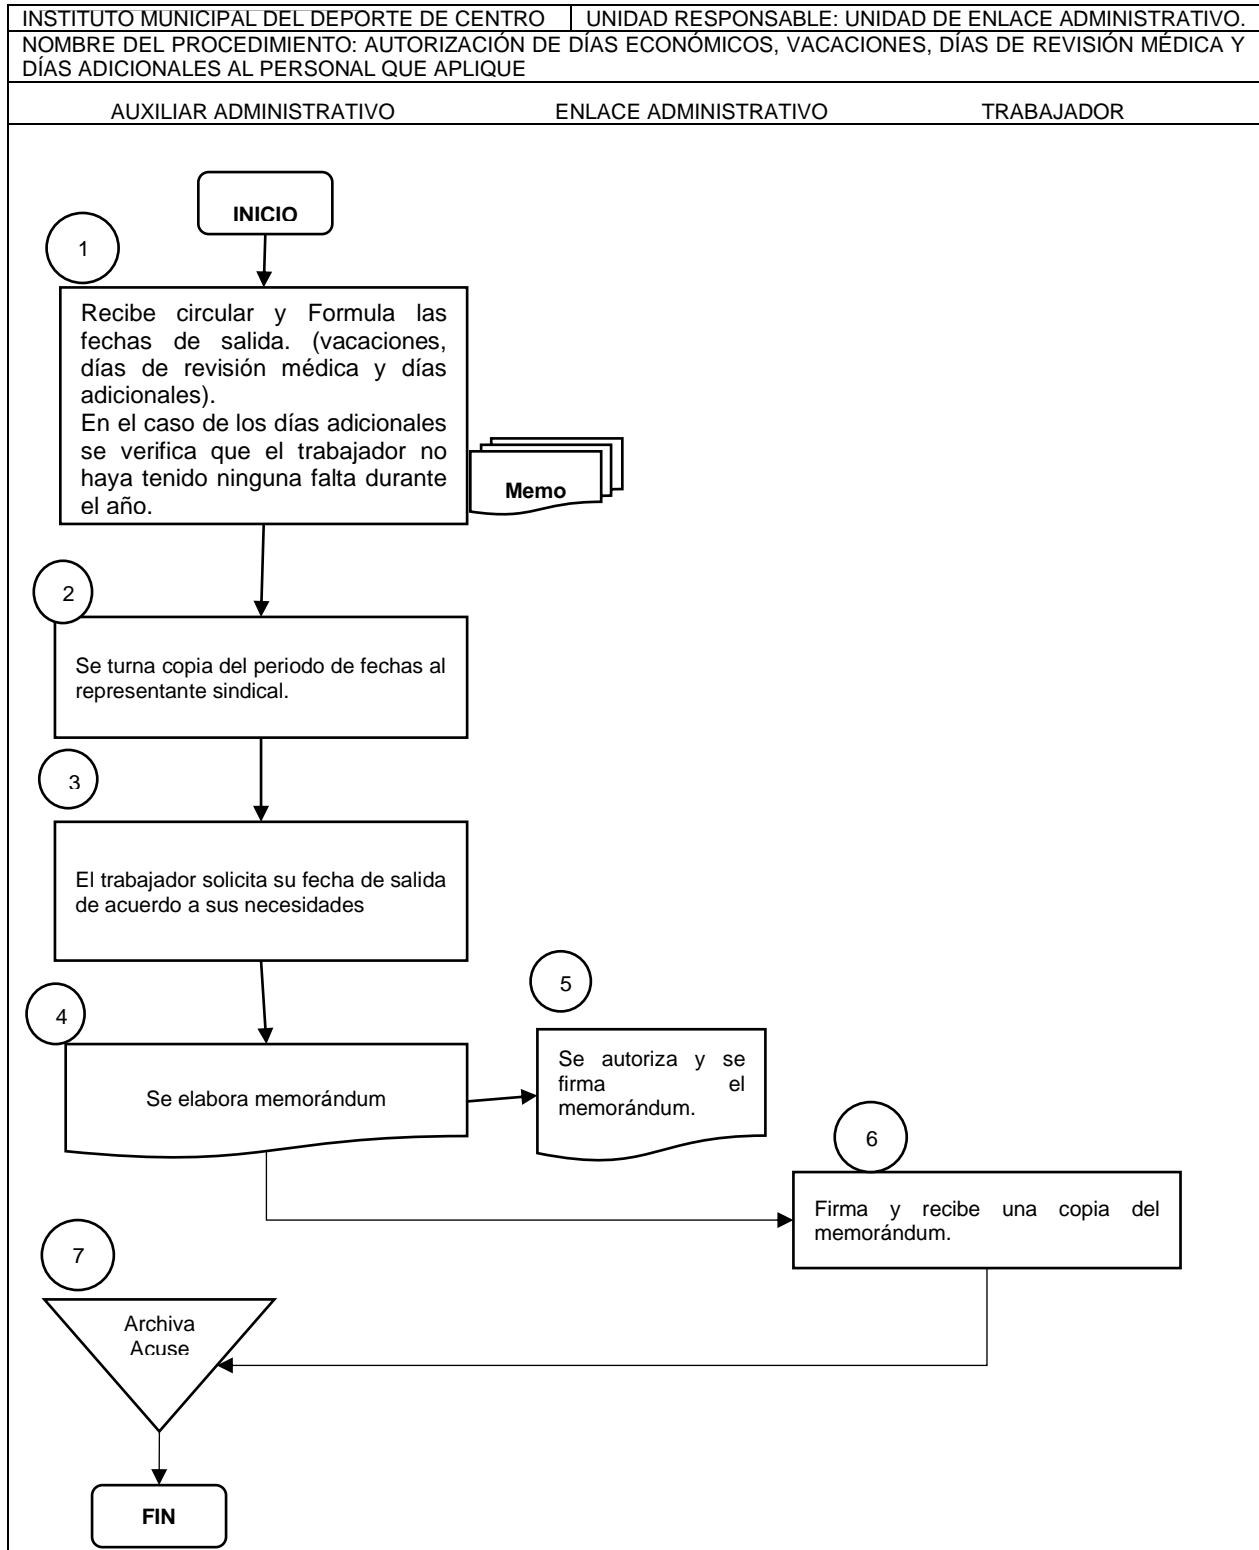 INSTITUTO MUNICIPAL DEL DEPORTE DE CENTRO UNIDAD RESPONSABLE: UNIDAD DE ENLACE ADMINISTRATIVO.
NOMBRE DEL PROCEDIMIENTO: AUTORIZACIÓN DE DÍAS ECONÓMICOS, VACACIONES, DÍAS DE REVISIÓN MÉDICA Y
DÍAS ADICIONALES AL PERSONAL QUE APLIQUE
AUXILIAR ADMINISTRATIVO ENLACE ADMINISTRATIVO TRABAJADOR
INICIO
1
Recibe circular y Formula las
fechas de salida. (vacaciones,
días de revisión médica y días
adicionales).
En el caso de los días adicionales
se verifica que el trabajador no
haya tenido ninguna falta durante
el año.
Memo
2
Se turna copia del periodo de fechas al
representante sindical.
3
El trabajador solicita su fecha de salida
de acuerdo a sus necesidades
4
Se elabora memorándum
5
Se autoriza y se
firma el
memorándum.
6
Firma y recibe una copia del
memorándum.
7
Archiva
Acuse
FIN